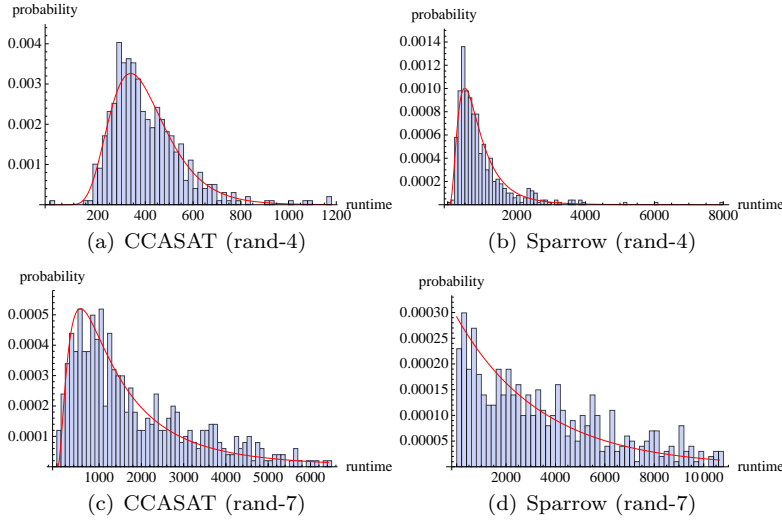 probability
0.004
0.003
0.002
0.001
200 400 600 800 1000 1200 runtime
(a) CCASAT (rand-4)
probability
0.0014
0.0012
0.0010
0.0008
0.0006
0.0004
0.0002
2000 4000 6000 8000 runtime
(b) Sparrow (rand-4)
probability
0.0005
0.0004
0.0003
0.0002
0.0001
1000 2000 3000 4000 5000 6000 runtime
(c) CCASAT (rand-7)
probability
0.00030
0.00025
0.00020
0.00015
0.00010
0.00005
2000 4000 6000 8000 10000 runtime
(d) Sparrow (rand-7)